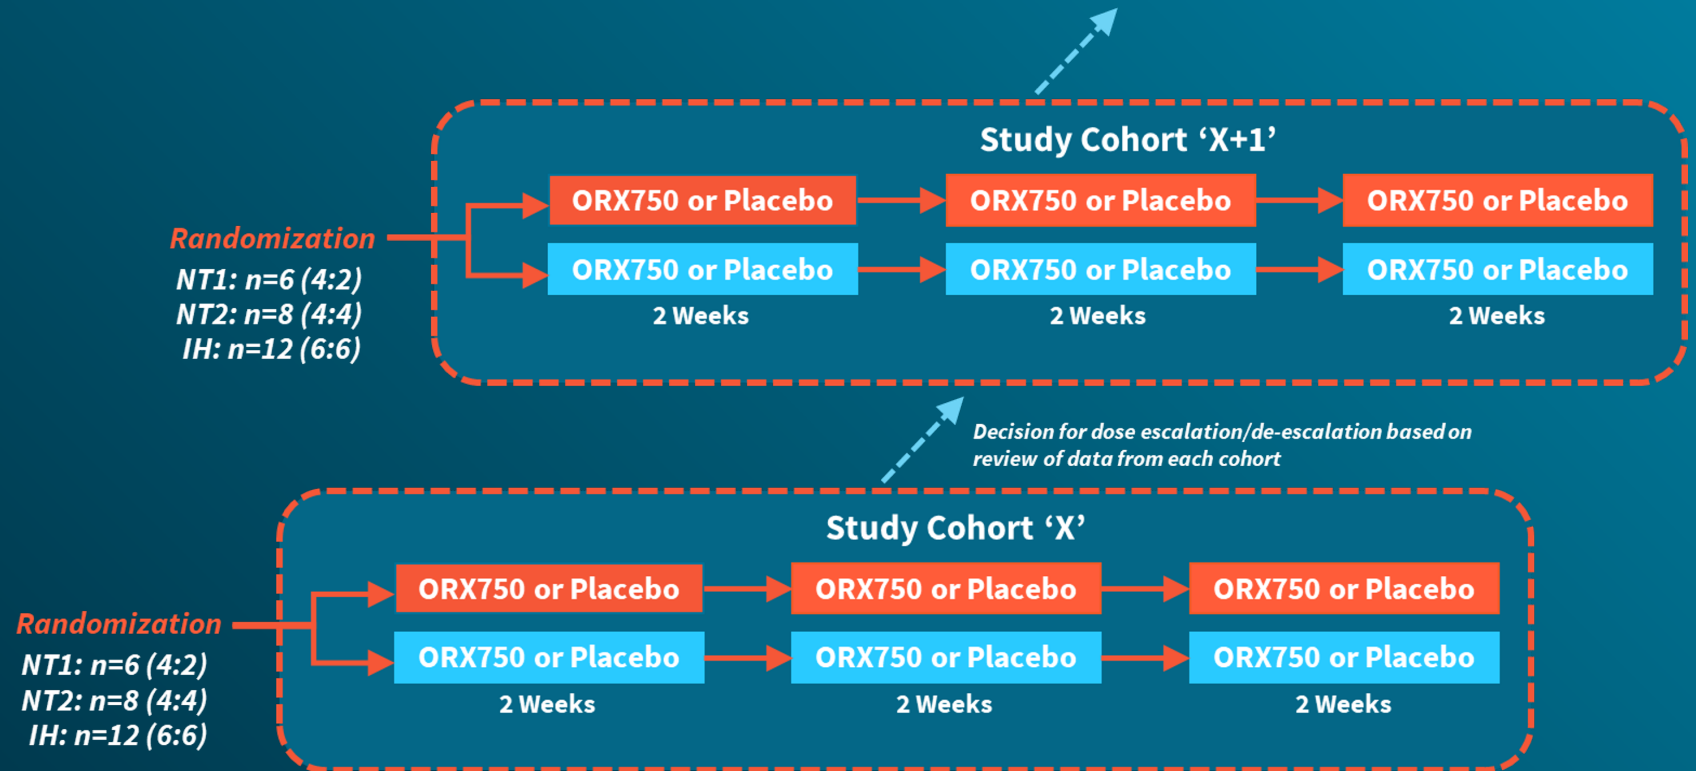 Study Cohort ‘X+1’
ORX750 or Placebo
ORX750 or Placebo
ORX750 or Placebo
Randomization
NT1: n=6 (4:2)
NT2: n=8 (4:4)
IH: n=12 (6:6)
ORX750 or Placebo
ORX750 or Placebo
ORX750 or Placebo
2 Weeks
2 Weeks
2 Weeks
Decision for dose escalation/de-escalation based on
review of data from each cohort
Study Cohort ‘X’
ORX750 or Placebo
ORX750 or Placebo
ORX750 or Placebo
Randomization
NT1: n=6 (4:2)
NT2: n=8 (4:4)
IH: n=12 (6:6)
ORX750 or Placebo
ORX750 or Placebo
ORX750 or Placebo
2 Weeks
2 Weeks
2 Weeks